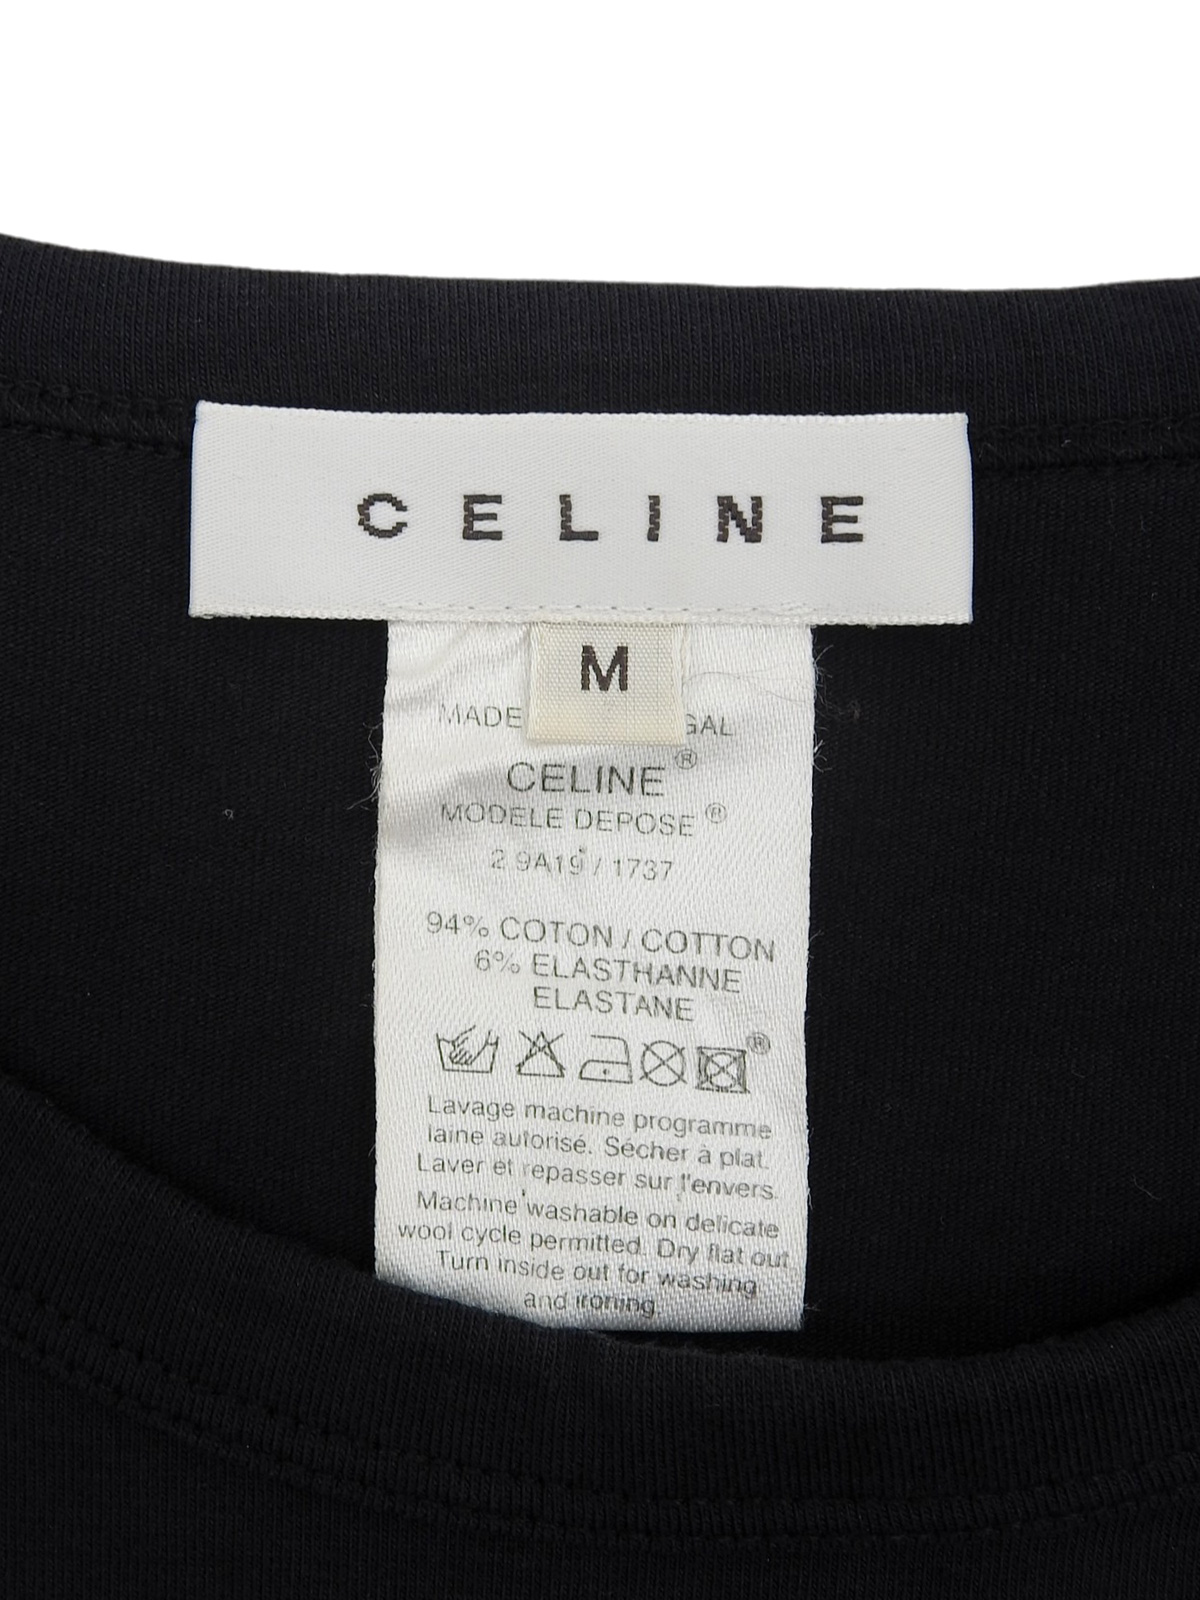 CELINE
M
MADE GAL
CELINE®
MODELE DEPOSE®
2 9A19 / 1737
94% COTON / COTTON
6% ELASTHANNE
ELASTANE
®
Lavage machine programme
laine autorisé. Sécher à plat.
Laver et repasser sur l'envers.
Machine washable on delicate
wool cycle permitted. Dry flat out
Turn inside out for washing
and ironing.